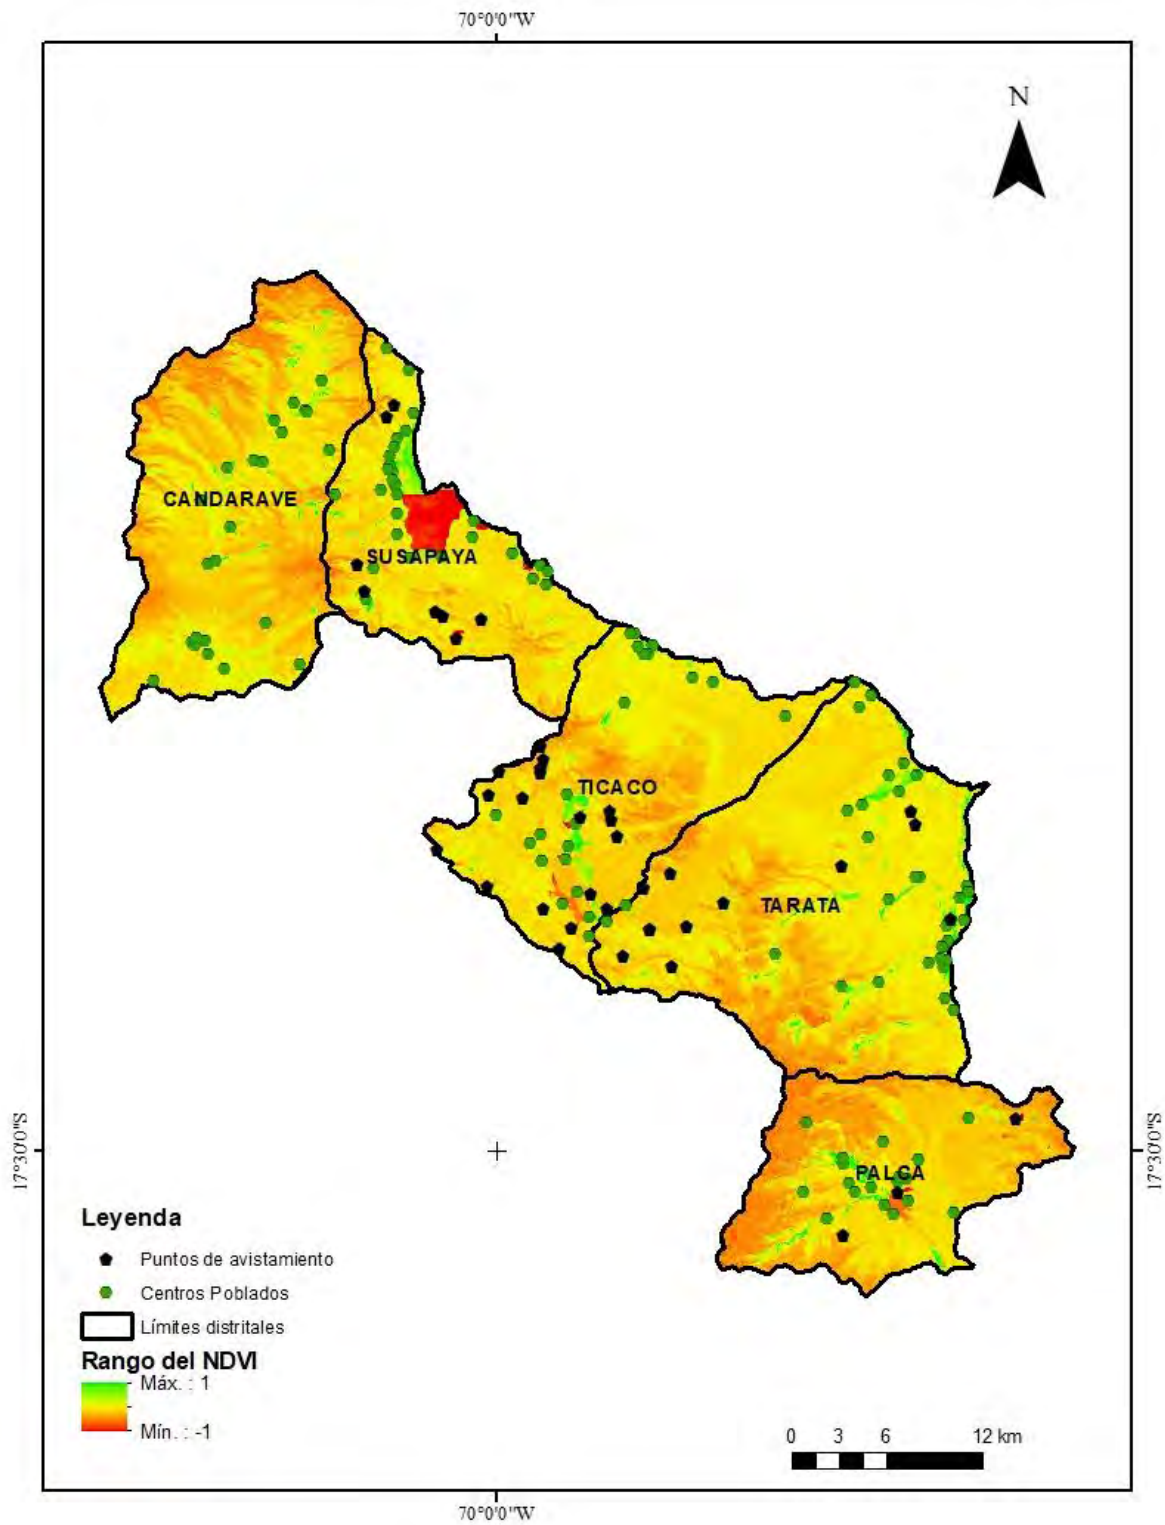 70°0'0"W
N
CANDARAVE
SUSAPAYA
TICACO
TARATA
17°30'0"S
17°30'0"S
PALCA
Leyenda
Puntos de avistamiento
Centros Poblados
Límites distritales
Rango del NDVI
Máx. : 1
Mín. : -1
0 3 6 12 km
70°0'0"W